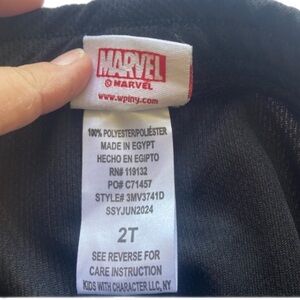 MARVEL
© MARVEL
www.wpiny.com
100% POLYESTER/POLIÉSTER
MADE IN EGYPT
HECHO EN EGIPTO
RN# 119132
PO# C71457
STYLE# 3MV3741D
SSYJUN2024
2T
SEE REVERSE FOR
CARE INSTRUCTION
KIDS WITH CHARACTER LLC, NY